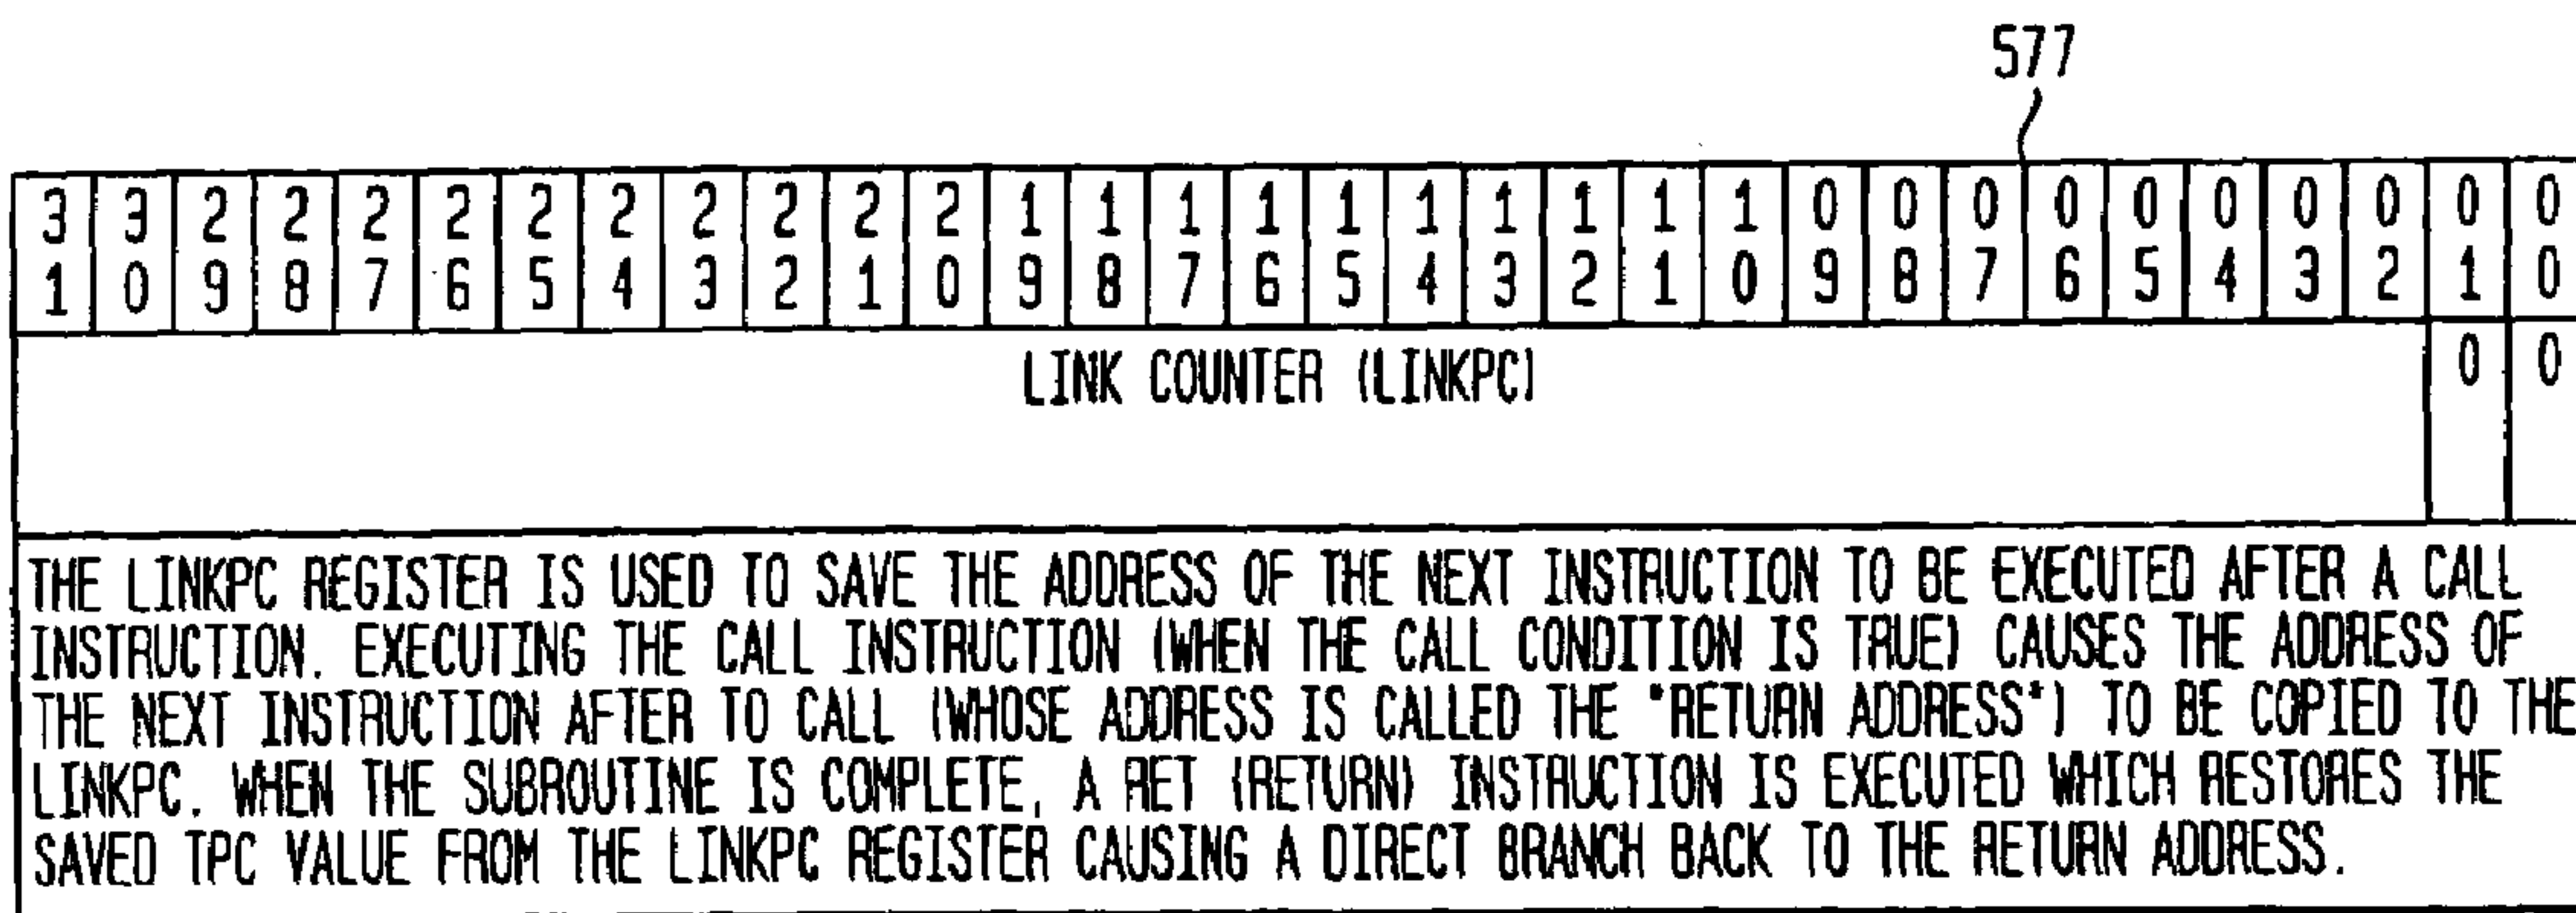 577
3 3 2 2 2 2 2 2 2 2 2 2 1 1 1 1 1 1 1 1 1 1 0 0 0 0 0 0 0 0 0 0
1 0 9 8 7 6 5 4 3 2 1 0 9 8 7 6 5 4 3 2 1 0 9 8 7 6 5 4 3 2 1 0
LINK COUNTER (LINKPC) 0 0
THE LINKPC REGISTER IS USED TO SAVE THE ADDRESS OF THE NEXT INSTRUCTION TO BE EXECUTED AFTER A CALL
INSTRUCTION. EXECUTING THE CALL INSTRUCTION (WHEN THE CALL CONDITION IS TRUE) CAUSES THE ADDRESS OF
THE NEXT INSTRUCTION AFTER TO CALL (WHOSE ADDRESS IS CALLED THE "RETURN ADDRESS") TO BE COPIED TO THE
LINKPC. WHEN THE SUBROUTINE IS COMPLETE, A RET (RETURN) INSTRUCTION IS EXECUTED WHICH RESTORES THE
SAVED TPC VALUE FROM THE LINKPC REGISTER CAUSING A DIRECT BRANCH BACK TO THE RETURN ADDRESS.